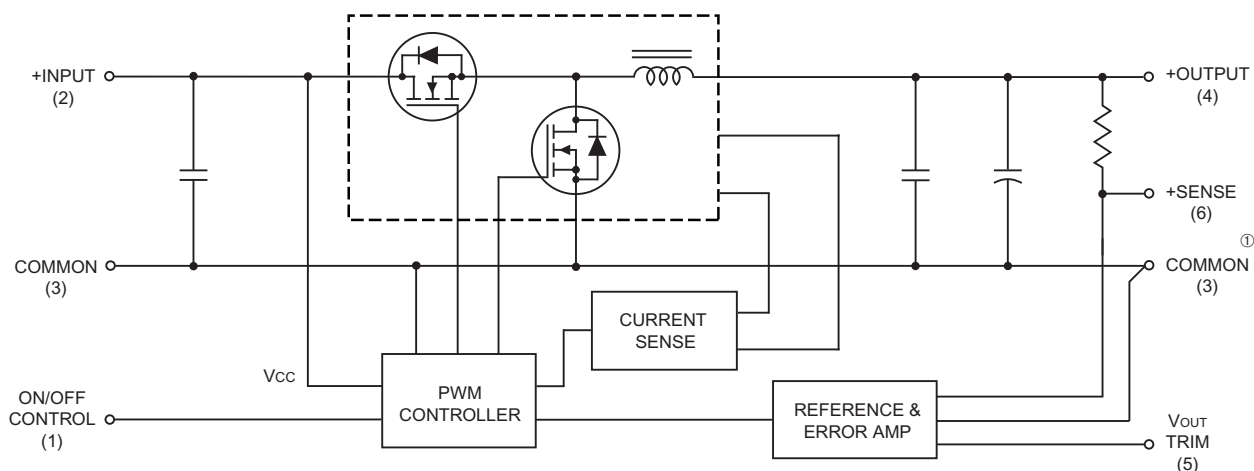 +INPUT
(2)
+OUTPUT
(4)
+SENSE
(6)
①
COMMON
(3)
COMMON
(3)
CURRENT
SENSE
VCC
PWM
CONTROLLER
ON/OFF
CONTROL
(1)
REFERENCE &
ERROR AMP
VOUT
TRIM
(5)